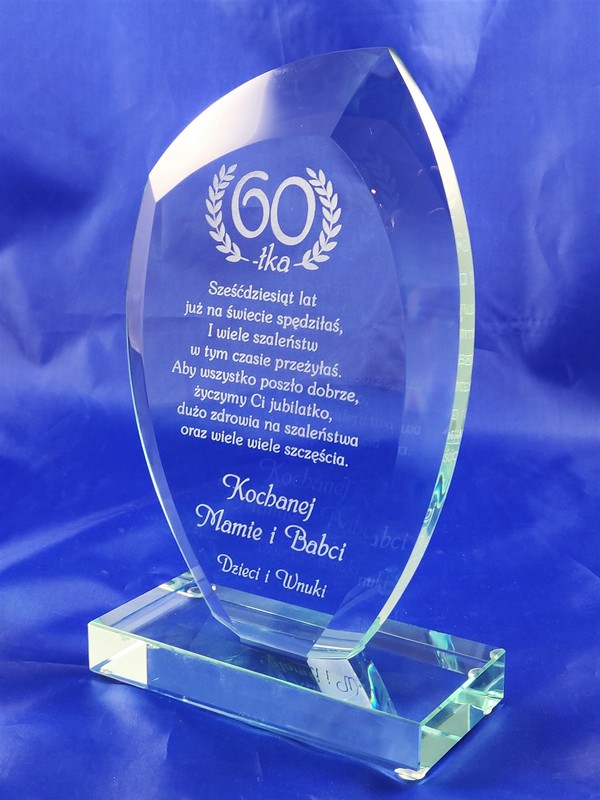 60
-tka
Sześćdziesiąt lat
już na świecie spędziłaś,
I wiele szaleństw
w tym czasie przeżyłaś.
Aby wszystko poszło dobrze,
życzymy Ci jubilatko,
dużo zdrowia na szaleństwa
oraz wiele wiele szczęścia.
Kochanej
Mamie i Babci
Dzieci i Wnuki